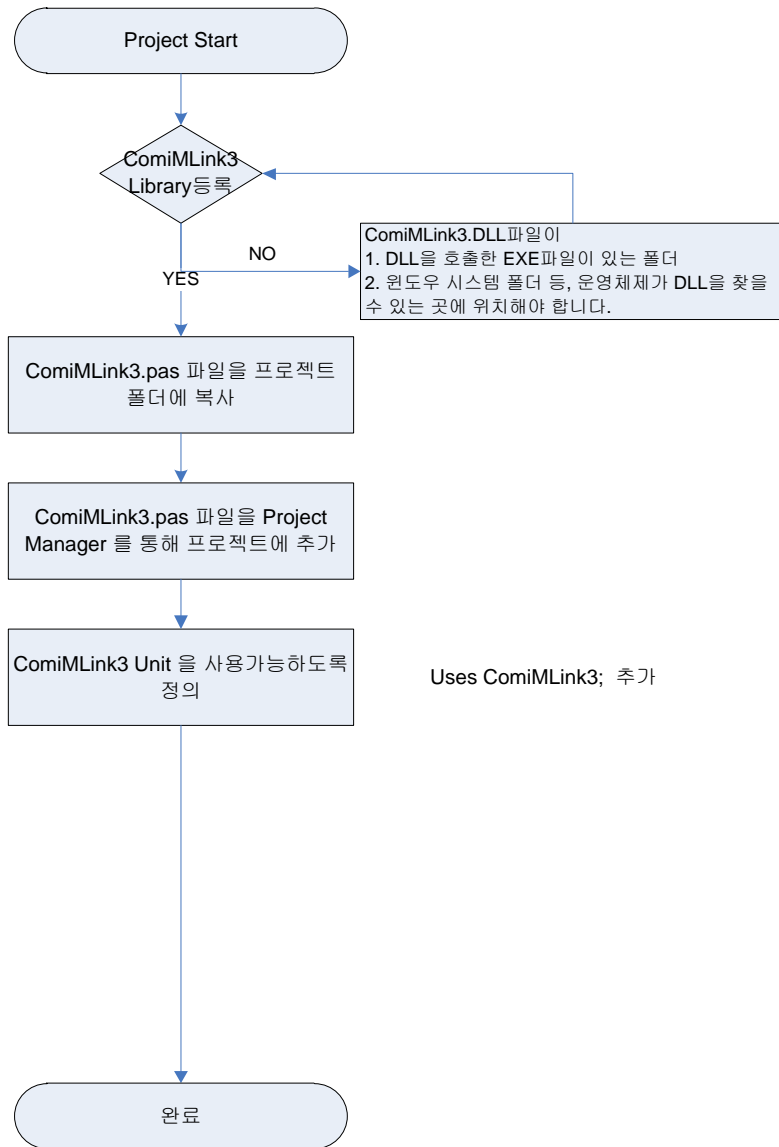 Project Start
ComiMLink3
Library등록
NO
YES
ComiMLink3.DLL파일이
1. DLL을 호출한 EXE파일이 있는 폴더
2. 윈도우 시스템 폴더 등, 운영체제가 DLL을 찾을
수 있는 곳에 위치해야 합니다.
ComiMLink3.pas 파일을 프로젝트
폴더에 복사
ComiMLink3.pas 파일을 Project
Manager 를 통해 프로젝트에 추가
ComiMLink3 Unit 을 사용가능하도록
정의
Uses ComiMLink3; 추가
완료